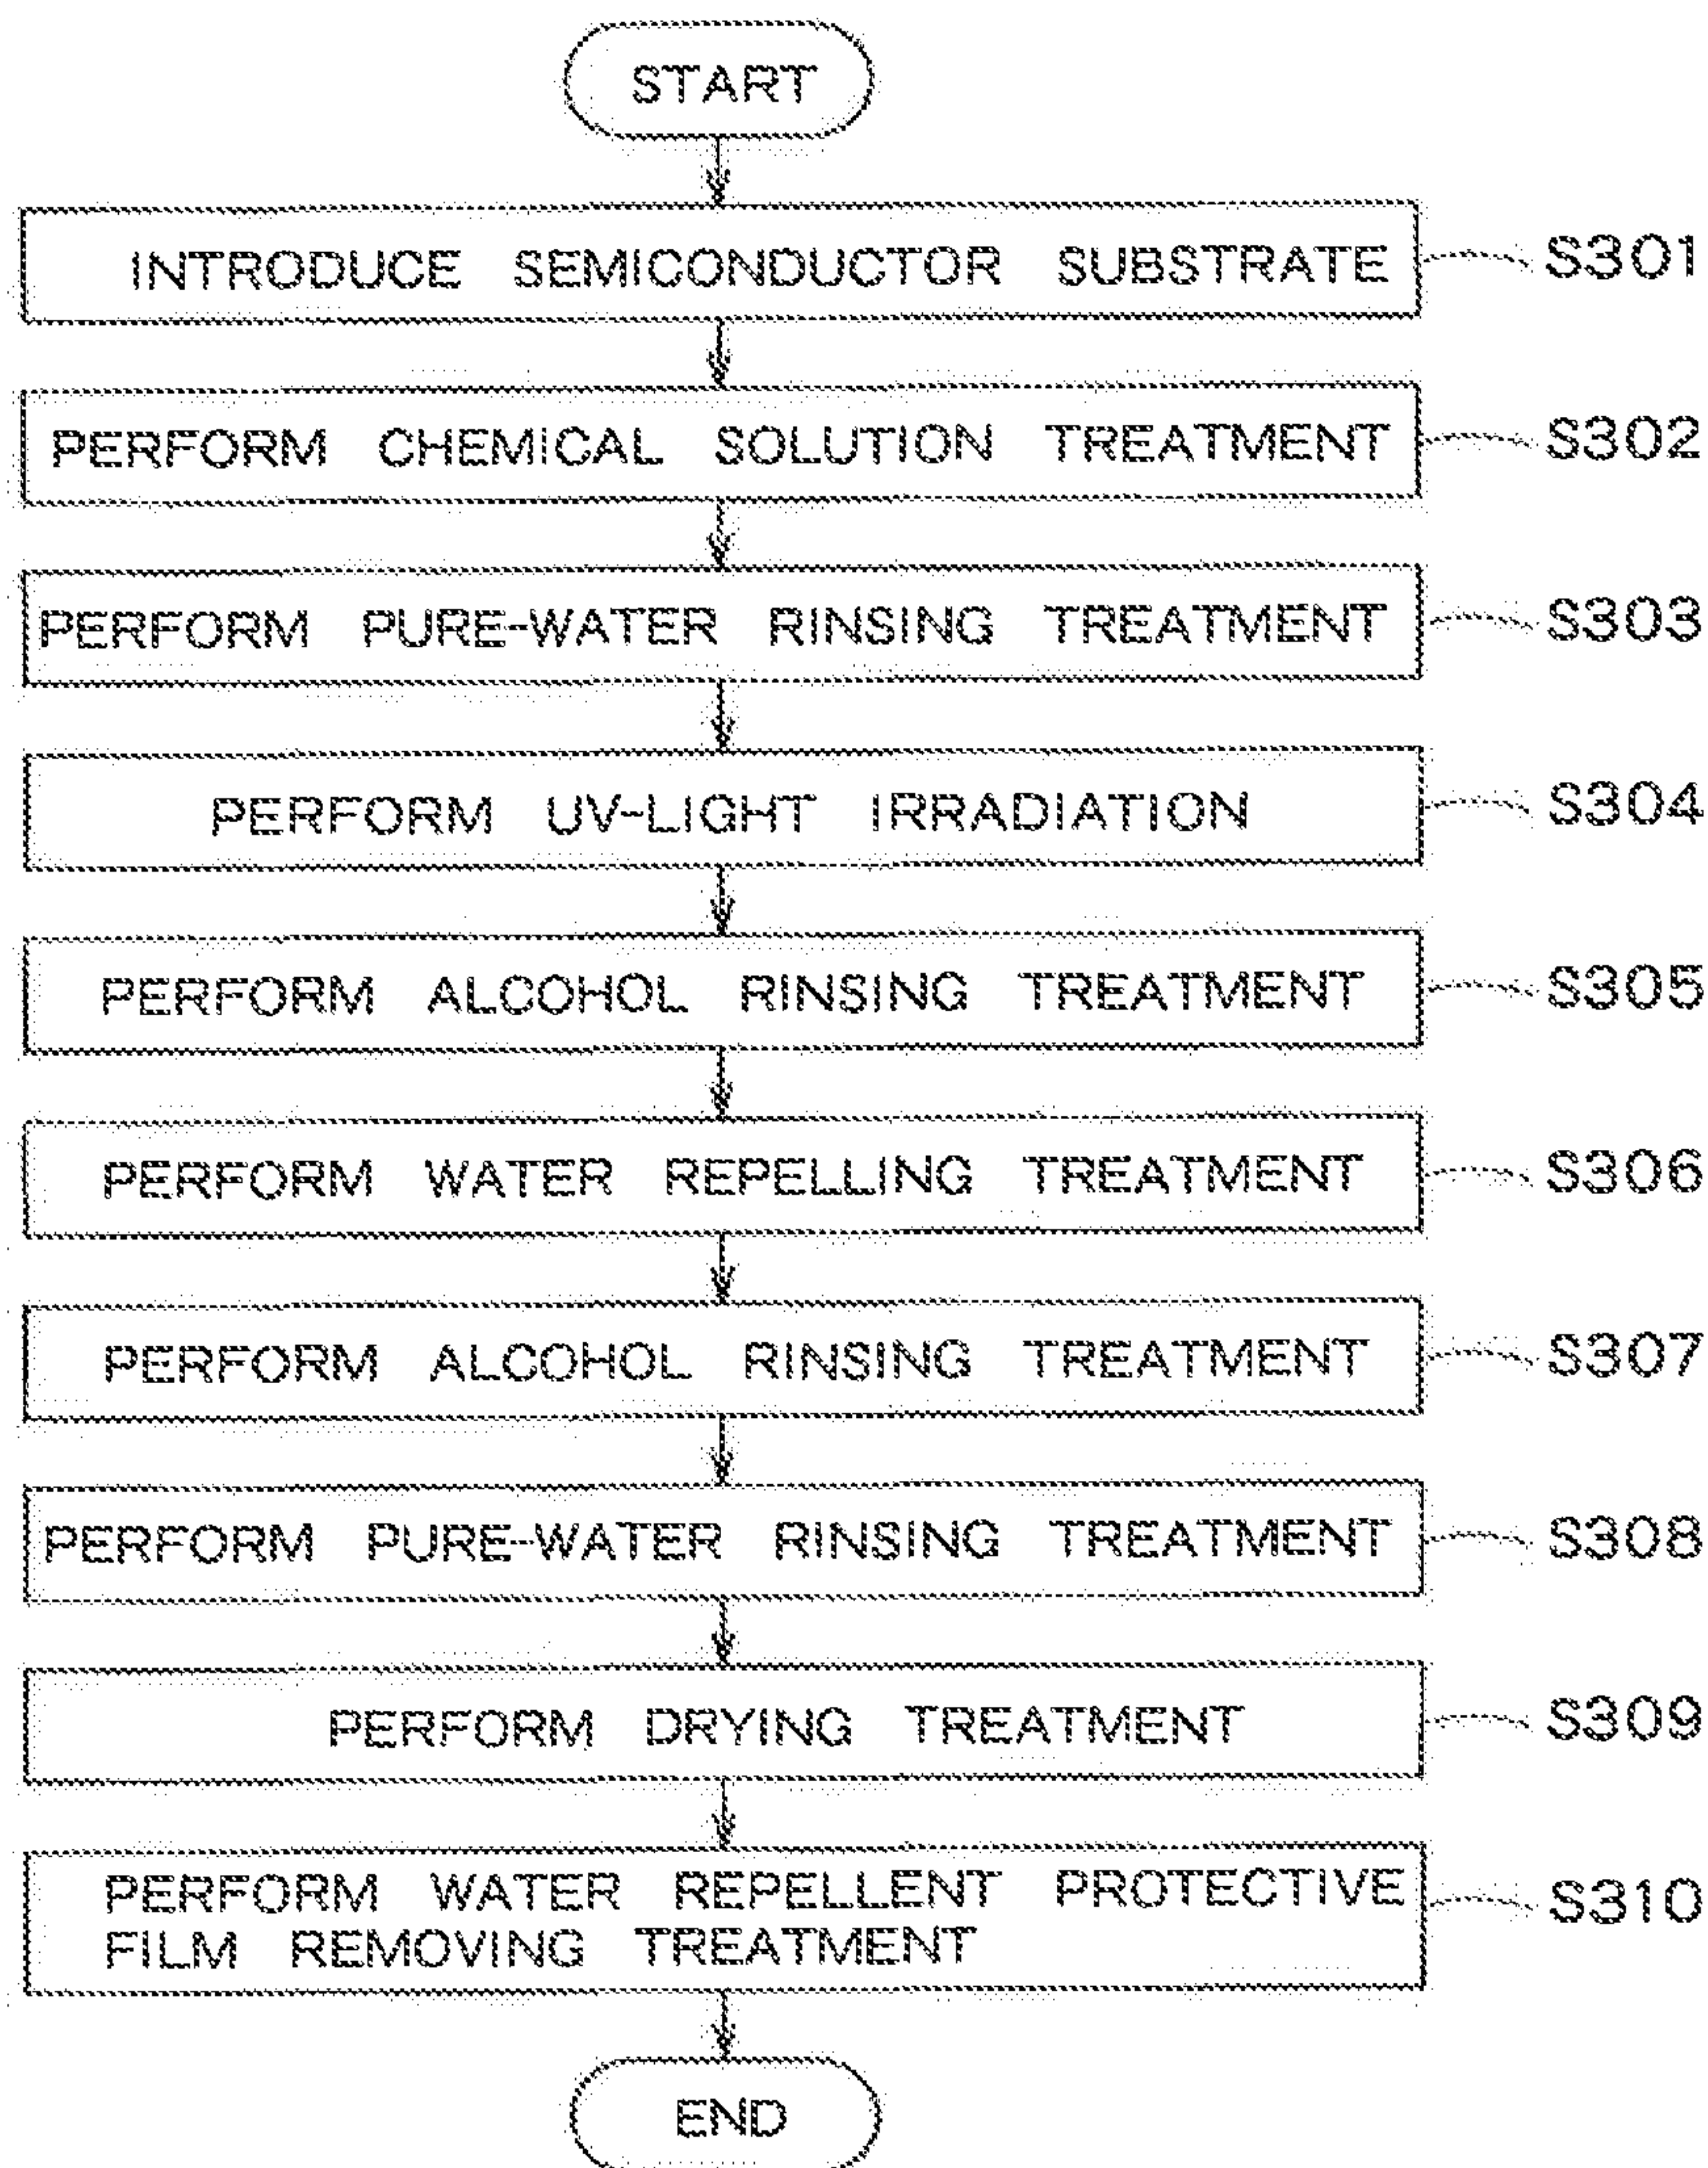 START
INTRODUCE SEMICONDUCTOR SUBSTRATE S301
PERFORM CHEMICAL SOLUTION TREATMENT S302
PERFORM PURE-WATER RINSING TREATMENT S303
PERFORM UV-LIGHT IRRADIATION S304
PERFORM ALCOHOL RINSING TREATMENT S305
PERFORM WATER REPELLING TREATMENT S306
PERFORM ALCOHOL RINSING TREATMENT S307
PERFORM PURE-WATER RINSING TREATMENT S308
PERFORM DRYING TREATMENT S309
PERFORM WATER REPELLENT PROTECTIVE S310
FILM REMOVING TREATMENT
END